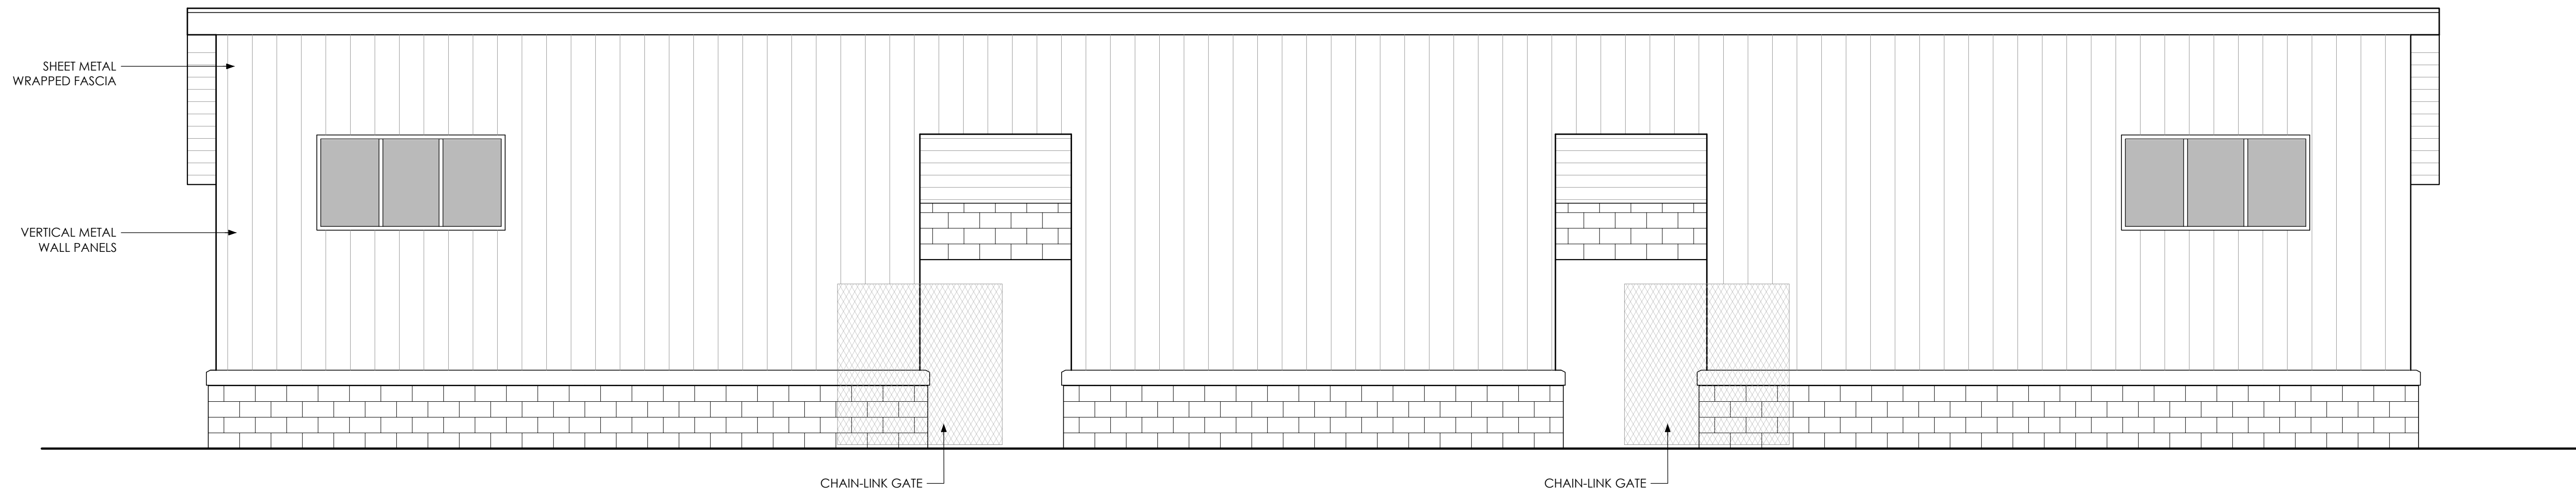 SHEET METAL
WRAPPED FASCIA
VERTICAL METAL
WALL PANELS
CHAIN-LINK GATE
CHAIN-LINK GATE